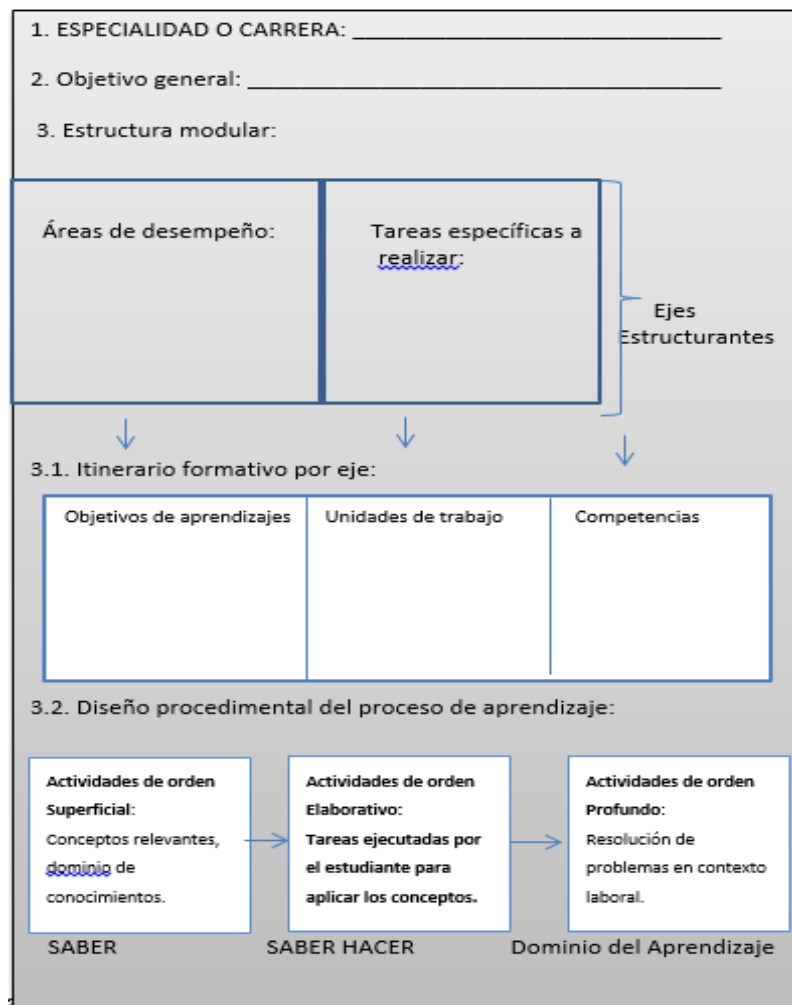 1. ESPECIALIDAD O CARRERA: ______________________________
2. Objetivo general: _______________________________________
3. Estructura modular:
Áreas de desempeño:
Tareas específicas a
realizar:
Ejes
Estructurantes
3.1. Itinerario formativo por eje:
Objetivos de aprendizajes
Unidades de trabajo
Competencias
3.2. Diseño procedimental del proceso de aprendizaje:
Actividades de orden
Superficial:
Conceptos relevantes,
dominio de
conocimientos.
Actividades de orden
Elaborativo:
Tareas ejecutadas por
el estudiante para
aplicar los conceptos.
Actividades de orden
Profundo:
Resolución de
problemas en contexto
laboral.
SABER
SABER HACER
Dominio del Aprendizaje